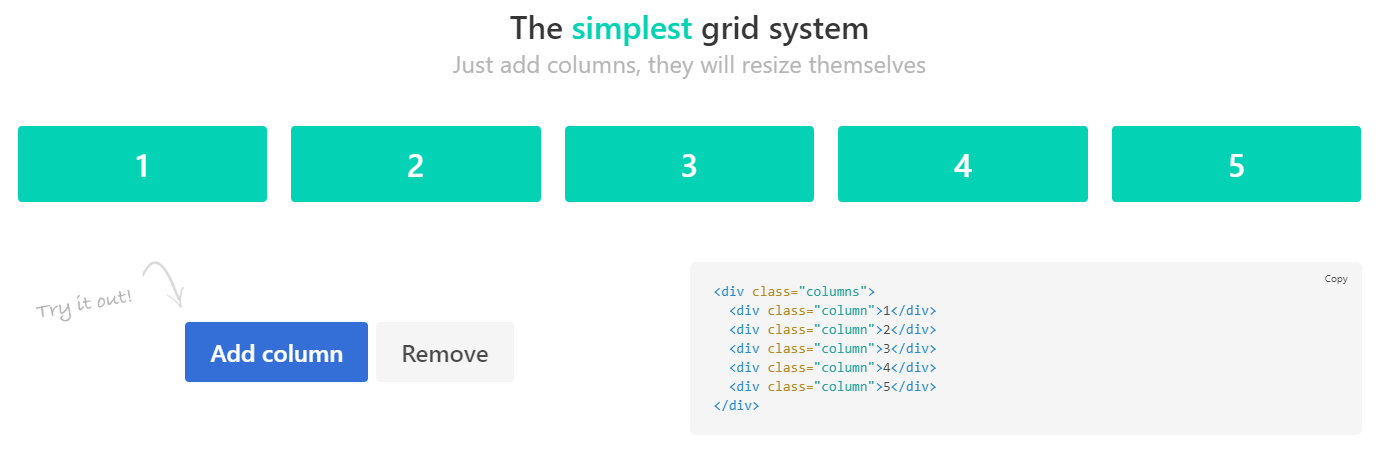 The simplest grid system
Just add columns, they will resize themselves
1 2 3 4 5
Try it out!
Add column Remove
Copy
<div class="columns">
  <div class="column">1</div>
  <div class="column">2</div>
  <div class="column">3</div>
  <div class="column">4</div>
  <div class="column">5</div>
</div>